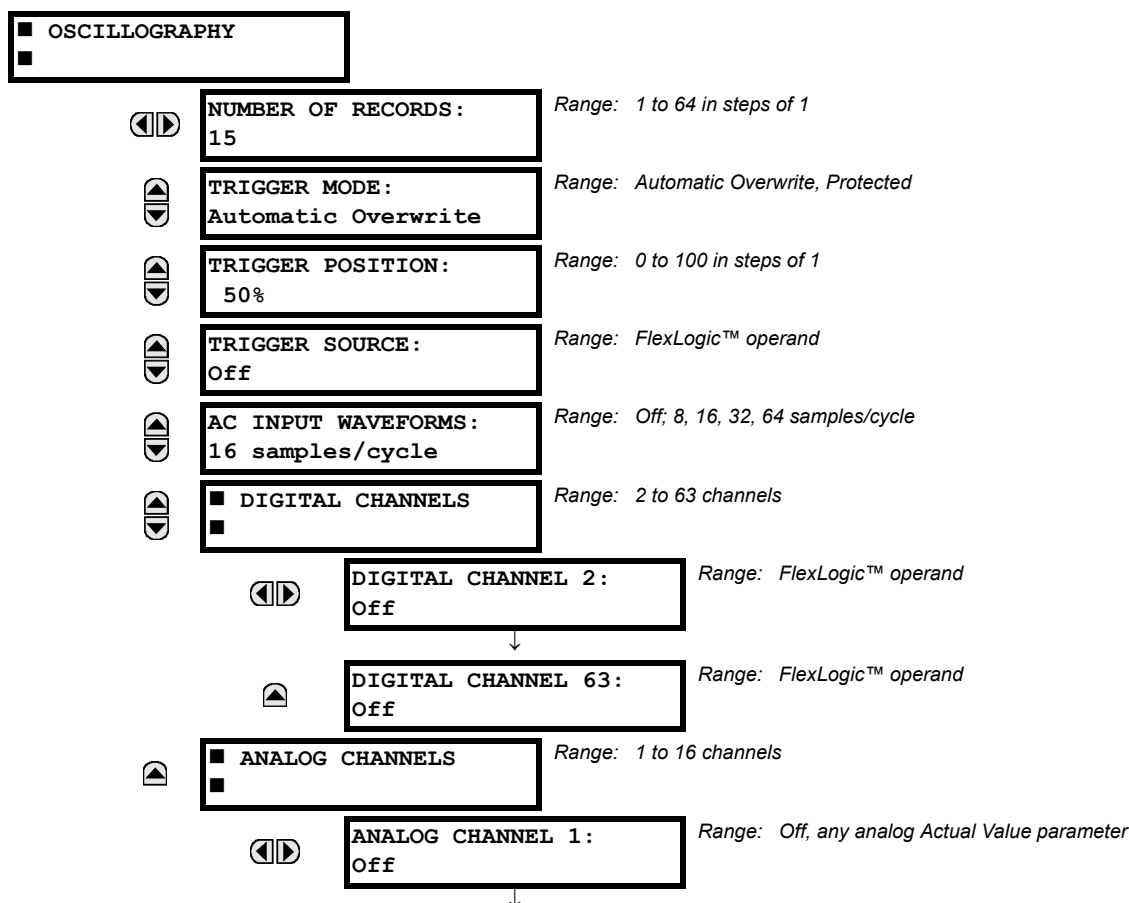 ■ OSCILLOGRAPHY
■
NUMBER OF RECORDS:
15
Range: 1 to 64 in steps of 1
TRIGGER MODE:
Automatic Overwrite
Range: Automatic Overwrite, Protected
TRIGGER POSITION:
50%
Range: 0 to 100 in steps of 1
TRIGGER SOURCE:
Off
Range: FlexLogic™ operand
AC INPUT WAVEFORMS:
16 samples/cycle
Range: Off; 8, 16, 32, 64 samples/cycle
■ DIGITAL CHANNELS
■
Range: 2 to 63 channels
DIGITAL CHANNEL 2:
Off
Range: FlexLogic™ operand
↓
DIGITAL CHANNEL 63:
Off
Range: FlexLogic™ operand
■ ANALOG CHANNELS
■
Range: 1 to 16 channels
ANALOG CHANNEL 1:
Off
Range: Off, any analog Actual Value parameter
↓